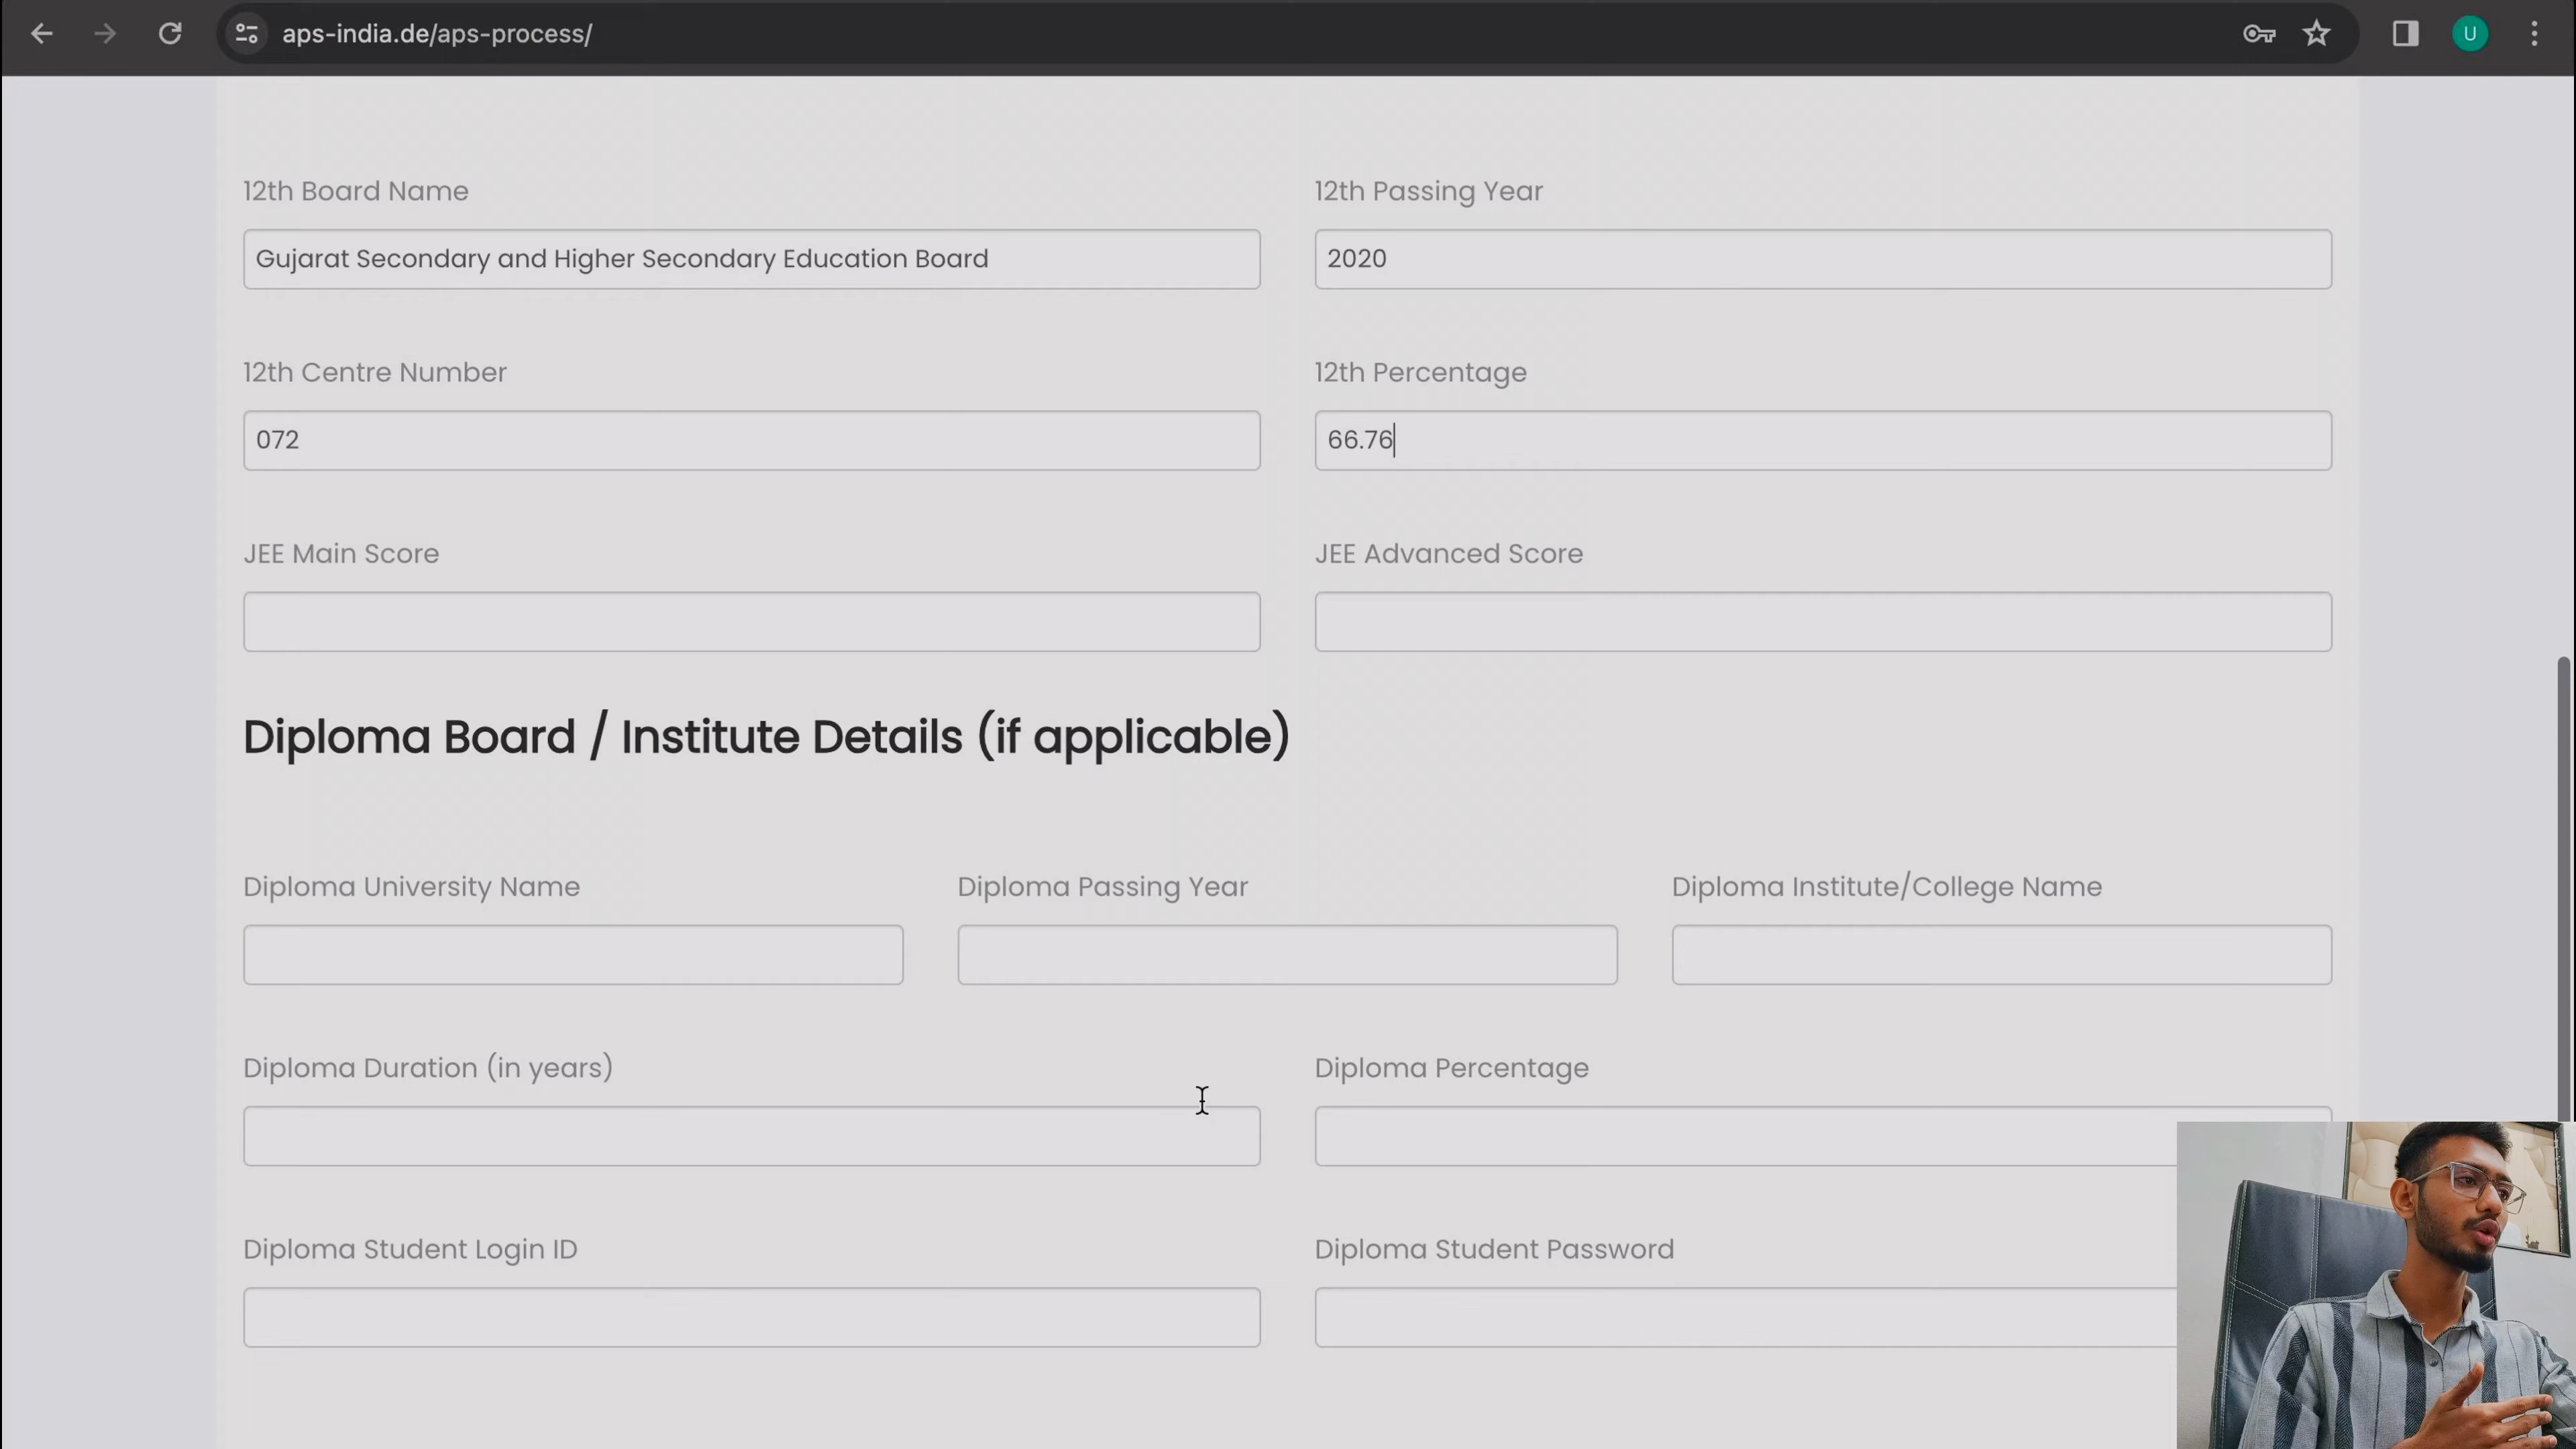 aps-india.de/aps-process/
U
12th Board Name
12th Passing Year
Gujarat Secondary and Higher Secondary Education Board
2020
12th Centre Number
12th Percentage
072
66.76
JEE Main Score
JEE Advanced Score
Diploma Board / Institute Details (if applicable)
Diploma University Name
Diploma Passing Year
Diploma Institute/College Name
Diploma Duration (in years)
Diploma Percentage
Diploma Student Login ID
Diploma Student Password